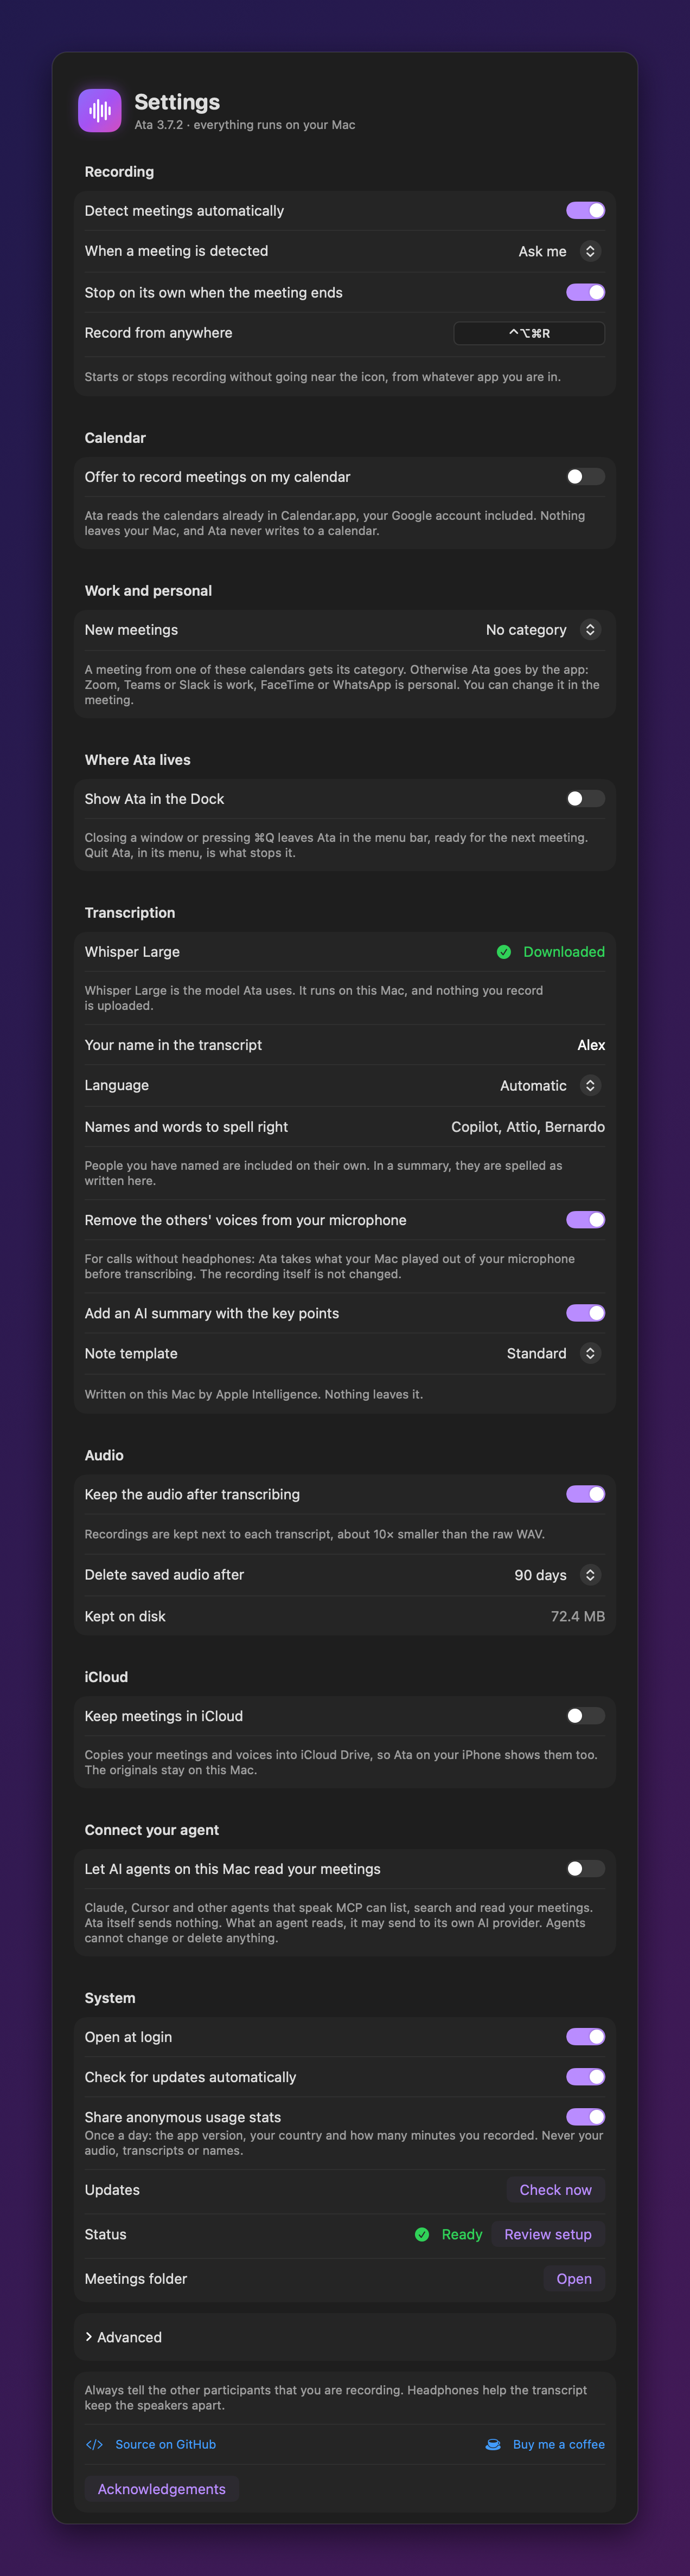 Settings
Ata 3.7.2 · everything runs on your Mac
Recording
Detect meetings automatically
When a meeting is detected Ask me
Stop on its own when the meeting ends
Record from anywhere ^⌥⌘R
Starts or stops recording without going near the icon, from whatever app you are in.
Calendar
Offer to record meetings on my calendar
Ata reads the calendars already in Calendar.app, your Google account included. Nothing
leaves your Mac, and Ata never writes to a calendar.
Work and personal
New meetings No category
A meeting from one of these calendars gets its category. Otherwise Ata goes by the app:
Zoom, Teams or Slack is work, FaceTime or WhatsApp is personal. You can change it in the
meeting.
Where Ata lives
Show Ata in the Dock
Closing a window or pressing ⌘Q leaves Ata in the menu bar, ready for the next meeting.
Quit Ata, in its menu, is what stops it.
Transcription
Whisper Large Downloaded
Whisper Large is the model Ata uses. It runs on this Mac, and nothing you record
is uploaded.
Your name in the transcript Alex
Language Automatic
Names and words to spell right Copilot, Attio, Bernardo
People you have named are included on their own. In a summary, they are spelled as
written here.
Remove the others' voices from your microphone
For calls without headphones: Ata takes what your Mac played out of your microphone
before transcribing. The recording itself is not changed.
Add an AI summary with the key points
Note template Standard
Written on this Mac by Apple Intelligence. Nothing leaves it.
Audio
Keep the audio after transcribing
Recordings are kept next to each transcript, about 10× smaller than the raw WAV.
Delete saved audio after 90 days
Kept on disk 72.4 MB
iCloud
Keep meetings in iCloud
Copies your meetings and voices into iCloud Drive, so Ata on your iPhone shows them too.
The originals stay on this Mac.
Connect your agent
Let AI agents on this Mac read your meetings
Claude, Cursor and other agents that speak MCP can list, search and read your meetings.
Ata itself sends nothing. What an agent reads, it may send to its own AI provider. Agents
cannot change or delete anything.
System
Open at login
Check for updates automatically
Share anonymous usage stats
Once a day: the app version, your country and how many minutes you recorded. Never your
audio, transcripts or names.
Updates Check now
Status Ready Review setup
Meetings folder Open
Advanced
Always tell the other participants that you are recording. Headphones help the transcript
keep the speakers apart.
</> Source on GitHub Buy me a coffee
Acknowledgements